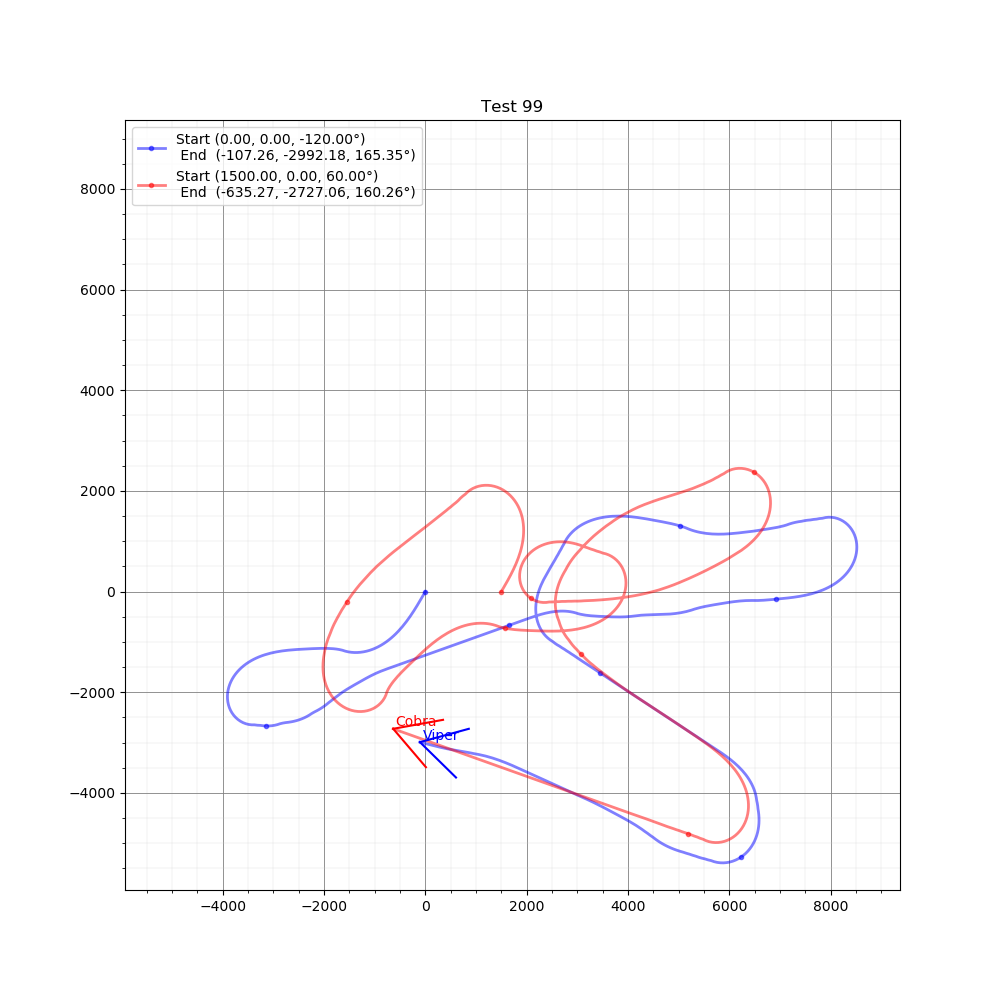 Test 99
Start (0.00, 0.00, -120.00°)
End  (-107.26, -2992.18, 165.35°)
Start (1500.00, 0.00, 60.00°)
End  (-635.27, -2727.06, 160.26°)
8000
6000
4000
2000
0
−2000
−4000
Cobra
Viper
−4000
−2000
0
2000
4000
6000
8000